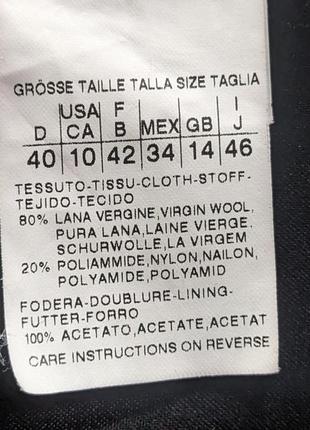 GRÖSSE TAILLE TALLA SIZE TAGLIA
D USA CA F B MEX GB I J
40 10 42 34 14 46
TESSUTO-TISSU-CLOTH-STOFF-
TEJIDO-TECIDO
80% LANA VERGINE,VIRGIN WOOL,
PURA LANA,LAINE VIERGE,
SCHURWOLLE,LA VIRGEM
20% POLIAMMIDE,NYLON,NAILON,
POLYAMIDE,POLYAMID
FODERA-DOUBLURE-LINING-
FUTTER-FORRO
100% ACETATO,ACETATE,ACETAT
CARE INSTRUCTIONS ON REVERSE